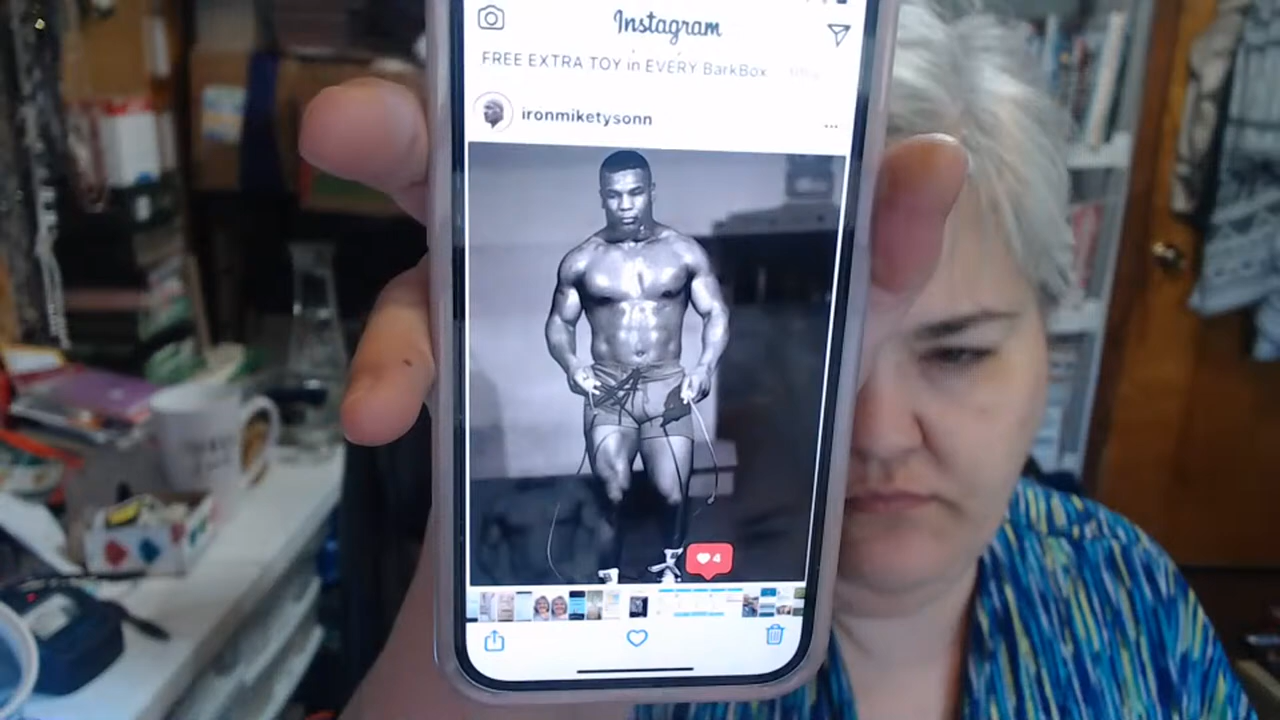 Instagram
FREE EXTRA TOY in EVERY BarkBox
ironmiketysonn
...
4